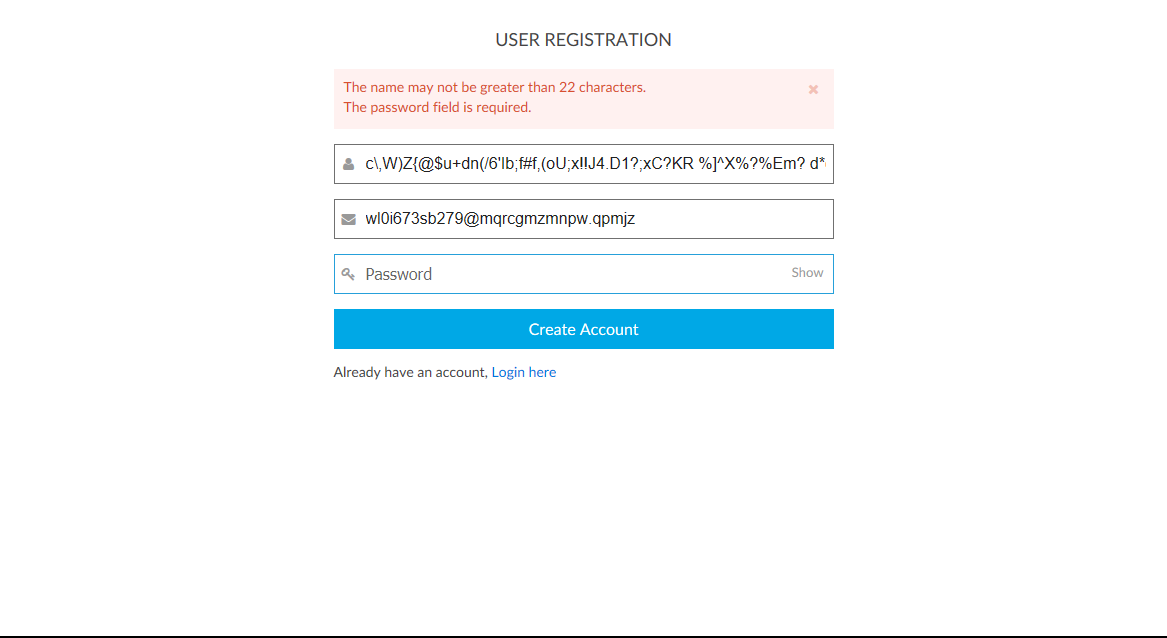 USER REGISTRATION
The name may not be greater than 22 characters.
The password field is required.
c\,W)Z{@$u+dn(/6'Ib;f#f,(oU;x!!J4.D1?;xC?KR %]^X%?%Em? d*
wl0i673sb279@mqrcgmzmnpw.qpmjz
Password
Show
Create Account
Already have an account, Login here